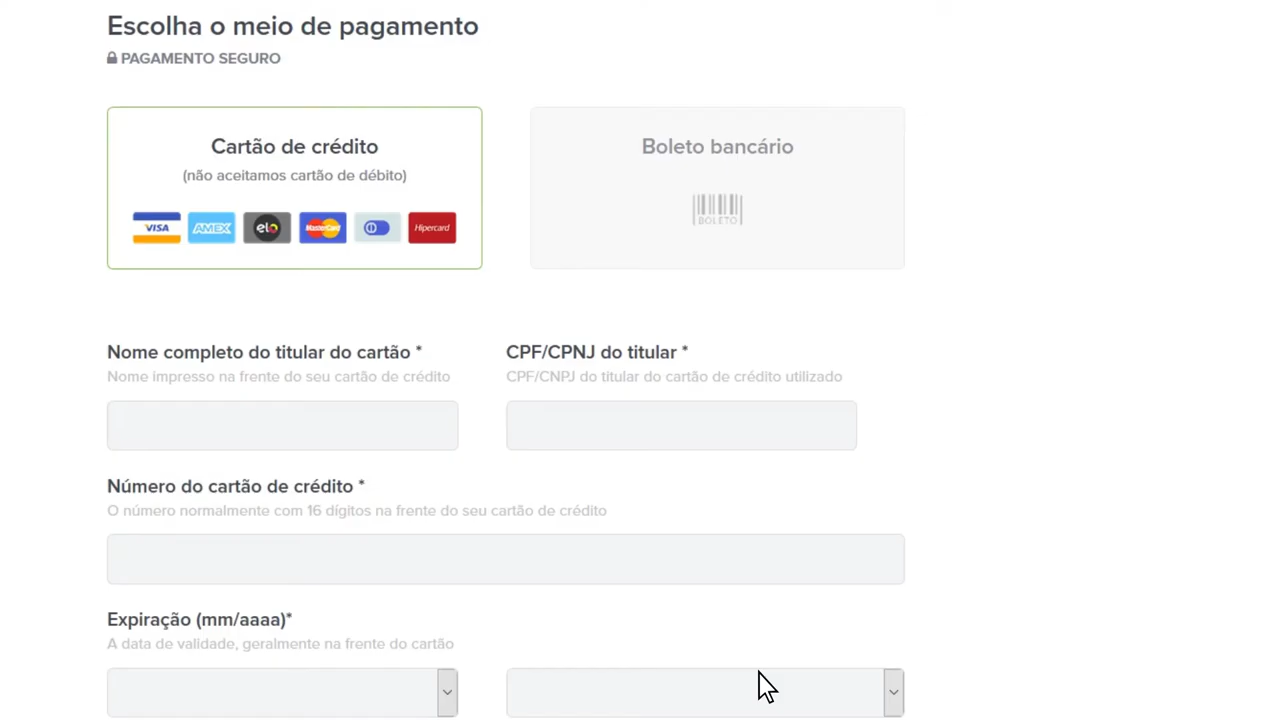 Escolha o meio de pagamento
PAGAMENTO SEGURO
Cartão de crédito
(não aceitamos cartão de débito)
VISA AMEX elo MasterCard Hipercard
Boleto bancário
BOLETO
Nome completo do titular do cartão *
Nome impresso na frente do seu cartão de crédito
CPF/CPNJ do titular *
CPF/CNPJ do titular do cartão de crédito utilizado
Número do cartão de crédito *
O número normalmente com 16 dígitos na frente do seu cartão de crédito
Expiração (mm/aaaa)*
A data de validade, geralmente na frente do cartão